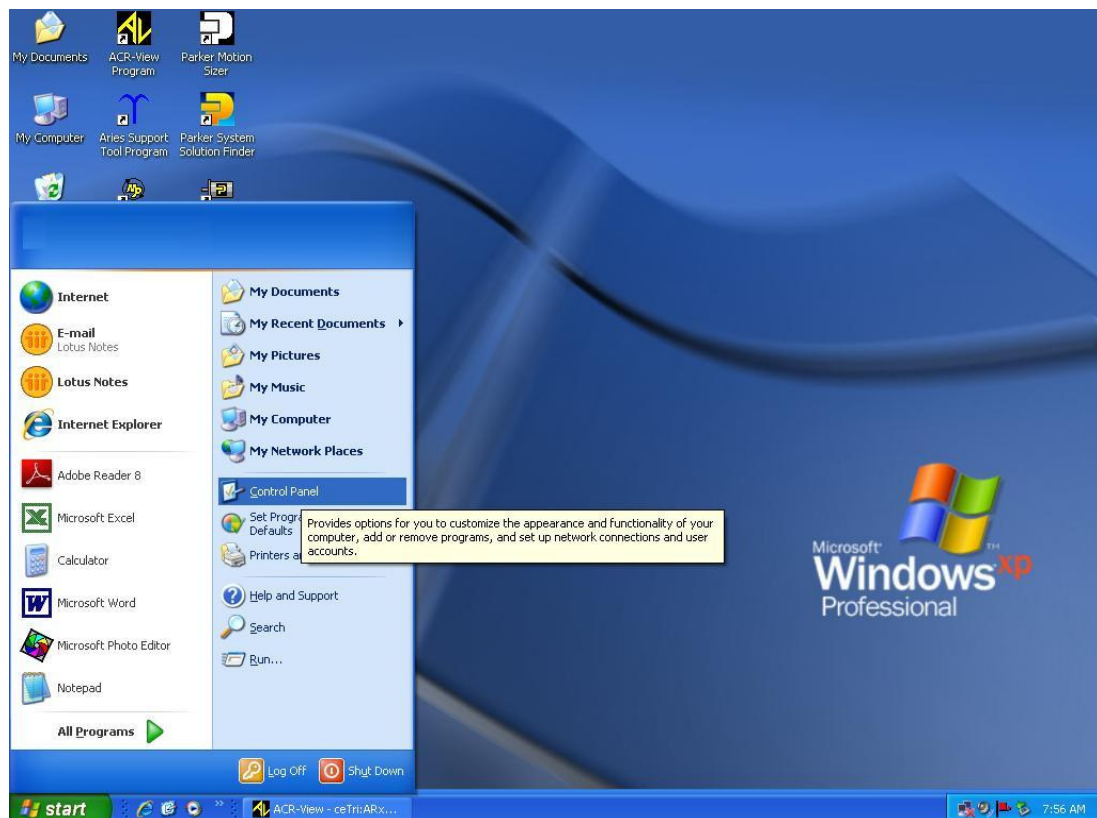 My Documents
ACR-View
Program
Parker Motion
Sizer
My Computer
Aries Support
Tool Program
Parker System
Solution Finder
Internet
E-mail
Lotus Notes
Lotus Notes
Internet Explorer
Adobe Reader 8
Microsoft Excel
Calculator
Microsoft Word
Microsoft Photo Editor
Notepad
All Programs
My Documents
My Recent Documents
My Pictures
My Music
My Computer
My Network Places
Control Panel
Set Progra
Defaults
Printers a
Provides options for you to customize the appearance and functionality of your
computer, add or remove programs, and set up network connections and user
accounts.
Help and Support
Search
Run...
Log Off
Shut Down
Microsoft
Windows xp
Professional
TM
start
ACR-View - ceTri:ARx...
7:56 AM